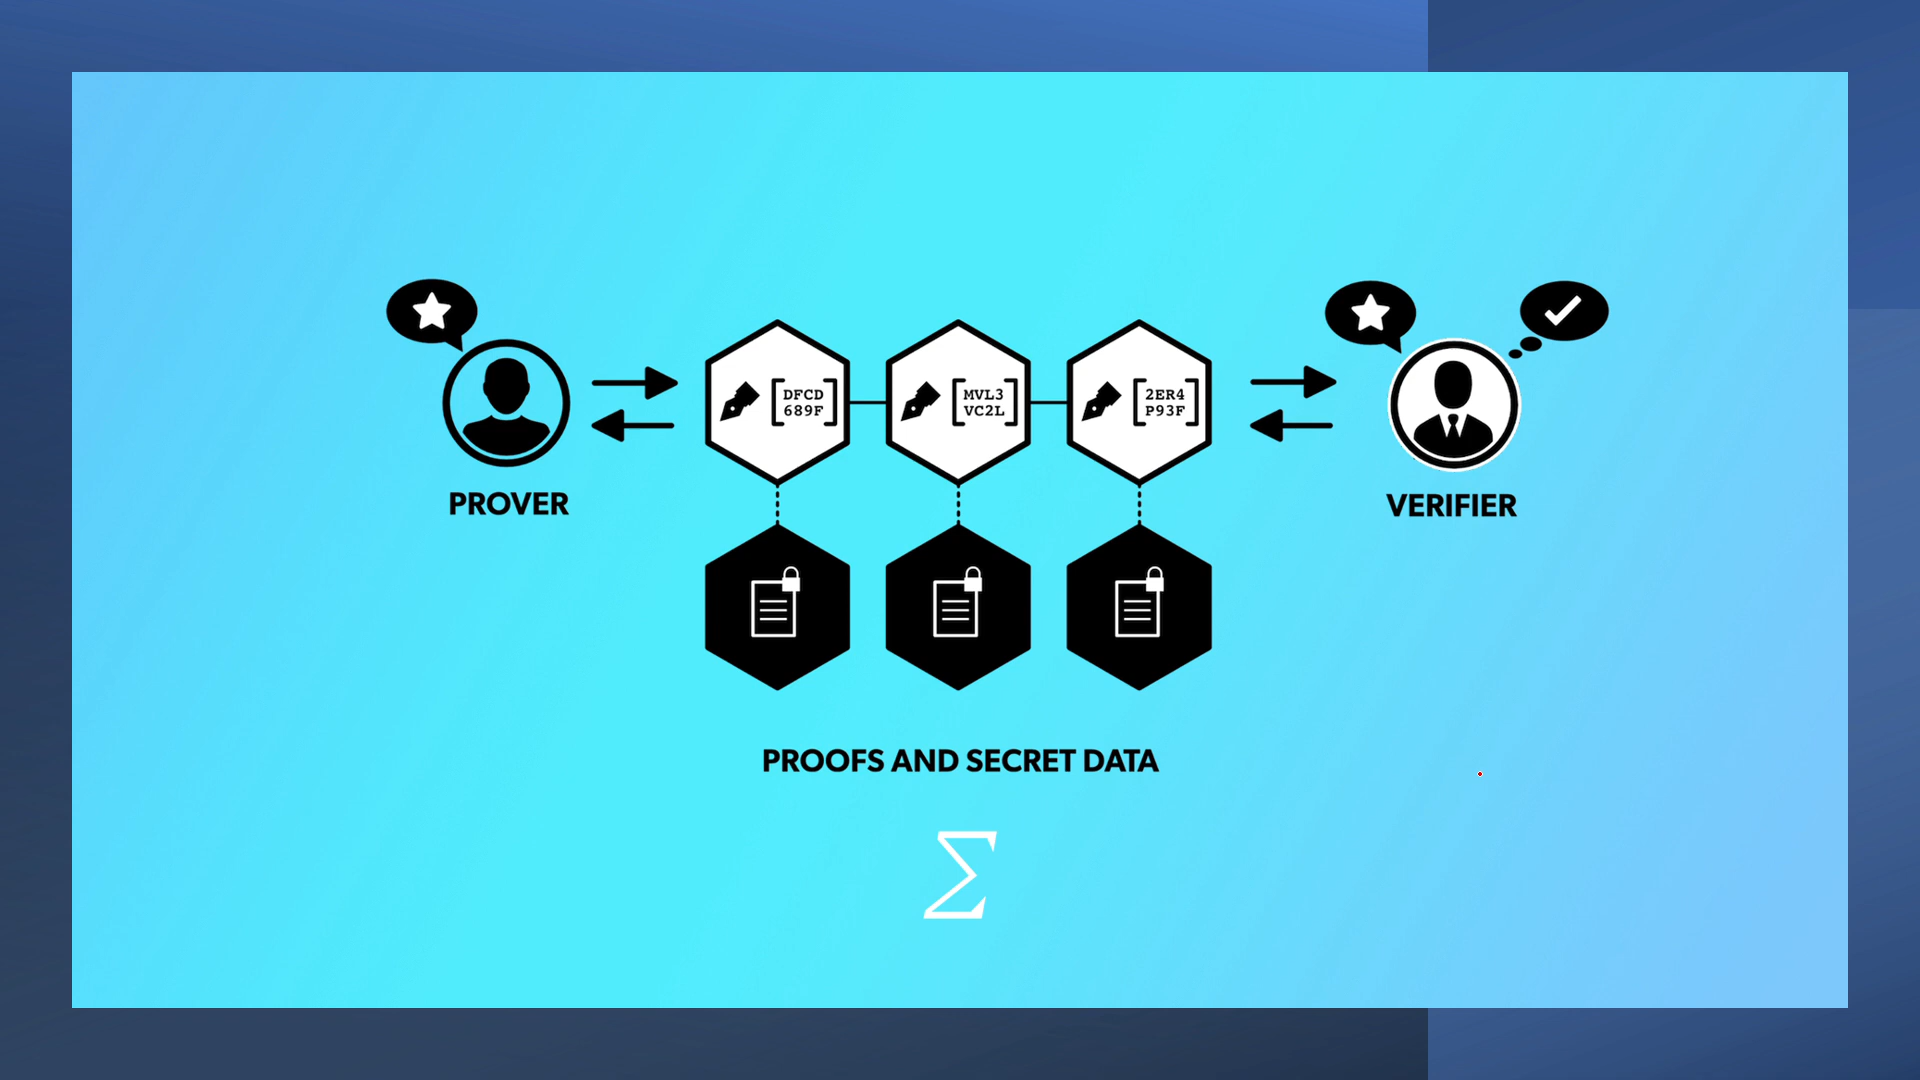 DFCD
689F
MVL3
VC2L
2ER4
P93F
PROVER
VERIFIER
PROOFS AND SECRET DATA
Σ